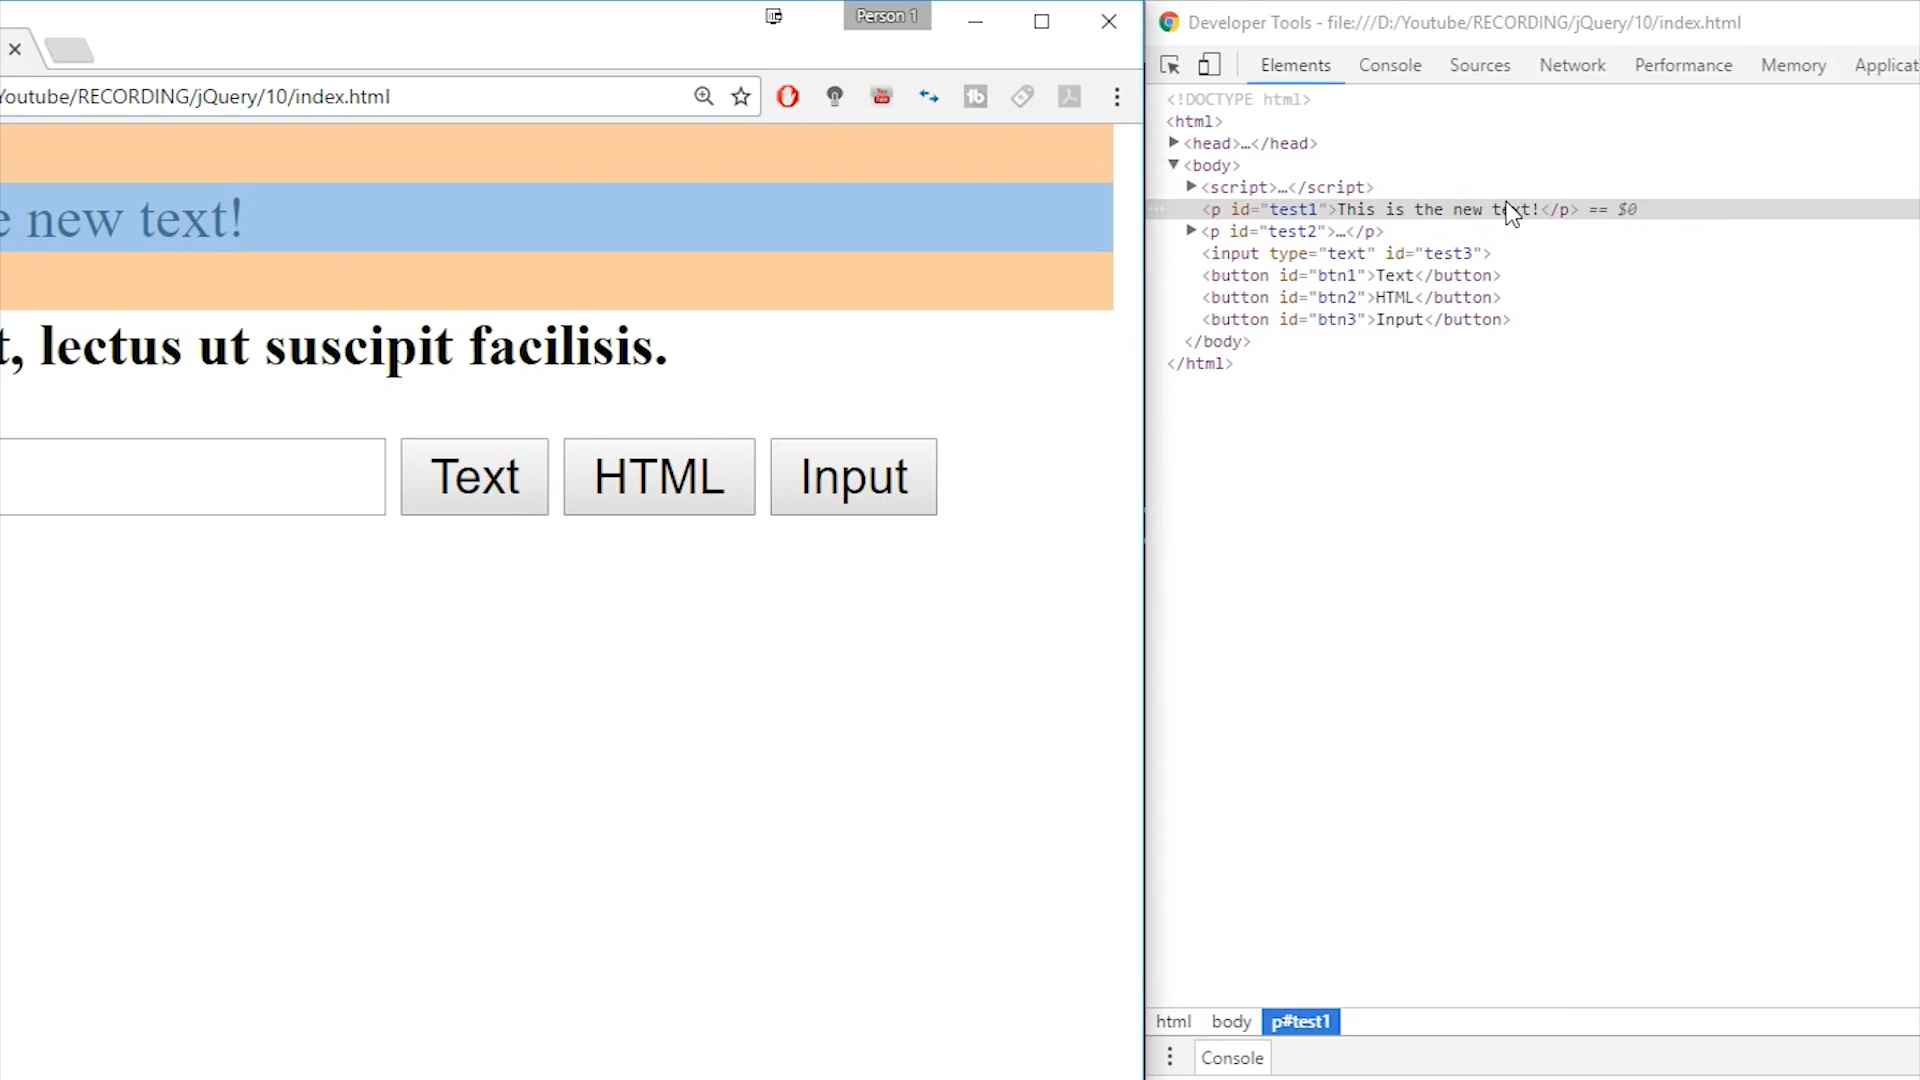 Person 1
Youtube/RECORDING/jQuery/10/index.html
You
tb
e new text!
t, lectus ut suscipit facilisis.
Text HTML Input
Developer Tools - file:///D:/Youtube/RECORDING/jQuery/10/index.html
Elements Console Sources Network Performance Memory Applicat
<!DOCTYPE html>
<html>
<head>…</head>
<body>
<script>…</script>
<p id="test1">This is the new text!</p> == $0
<p id="test2">…</p>
<input type="text" id="test3">
<button id="btn1">Text</button>
<button id="btn2">HTML</button>
<button id="btn3">Input</button>
</body>
</html>
html body p#test1
Console